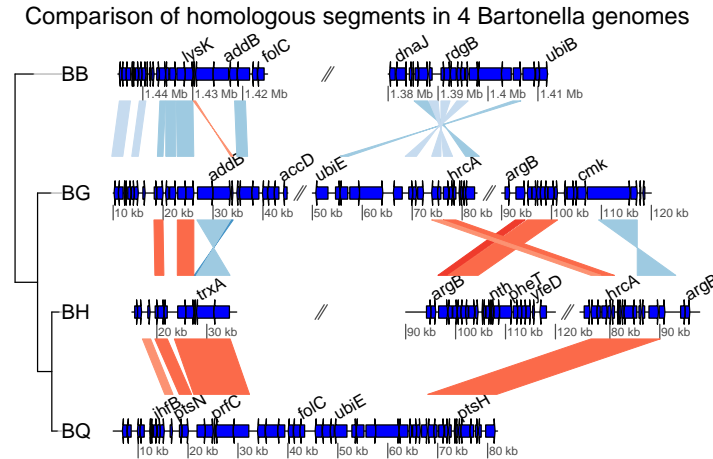 Comparison of homologous segments in 4 Bartonella genomes
lysK addB folC dnaJ rdgB ubiB
BB //
1.44 Mb 1.43 Mb 1.42 Mb 1.38 Mb 1.39 Mb 1.4 Mb 1.41 Mb
addB accD ubiE hrcA argB cmk
BG // //
10 kb 20 kb 30 kb 40 kb 50 kb 60 kb 70 kb 80 kb 90 kb 100 kb 110 kb 120 kb
trxA argB nth pheT yfeD hrcA argB
BH // //
20 kb 30 kb 90 kb 100 kb 110 kb 120 kb 80 kb 90 kb
ihfB ptsN prfC folC ubiE ptsH
BQ
10 kb 20 kb 30 kb 40 kb 50 kb 60 kb 70 kb 80 kb